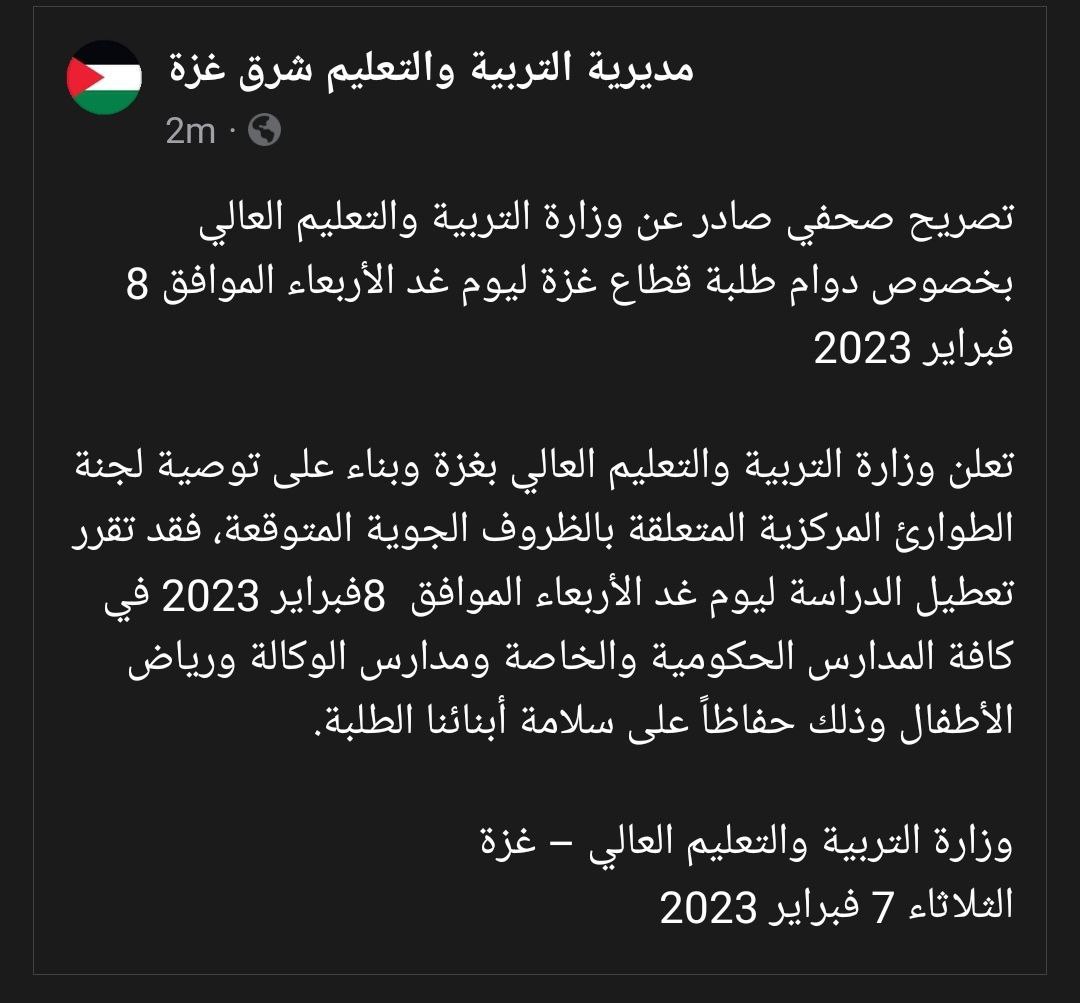 مديرية التربية والتعليم شرق غزة
2m ·
تصريح صحفي صادر عن وزارة التربية والتعليم العالي
بخصوص دوام طلبة قطاع غزة ليوم غد الأربعاء الموافق 8
فبراير 2023
تعلن وزارة التربية والتعليم العالي بغزة وبناء على توصية لجنة
الطوارئ المركزية المتعلقة بالظروف الجوية المتوقعة، فقد تقرر
تعطيل الدراسة ليوم غد الأربعاء الموافق  8فبراير 2023 في
كافة المدارس الحكومية والخاصة ومدارس الوكالة ورياض
الأطفال وذلك حفاظاً على سلامة أبنائنا الطلبة.
وزارة التربية والتعليم العالي – غزة
الثلاثاء 7 فبراير 2023